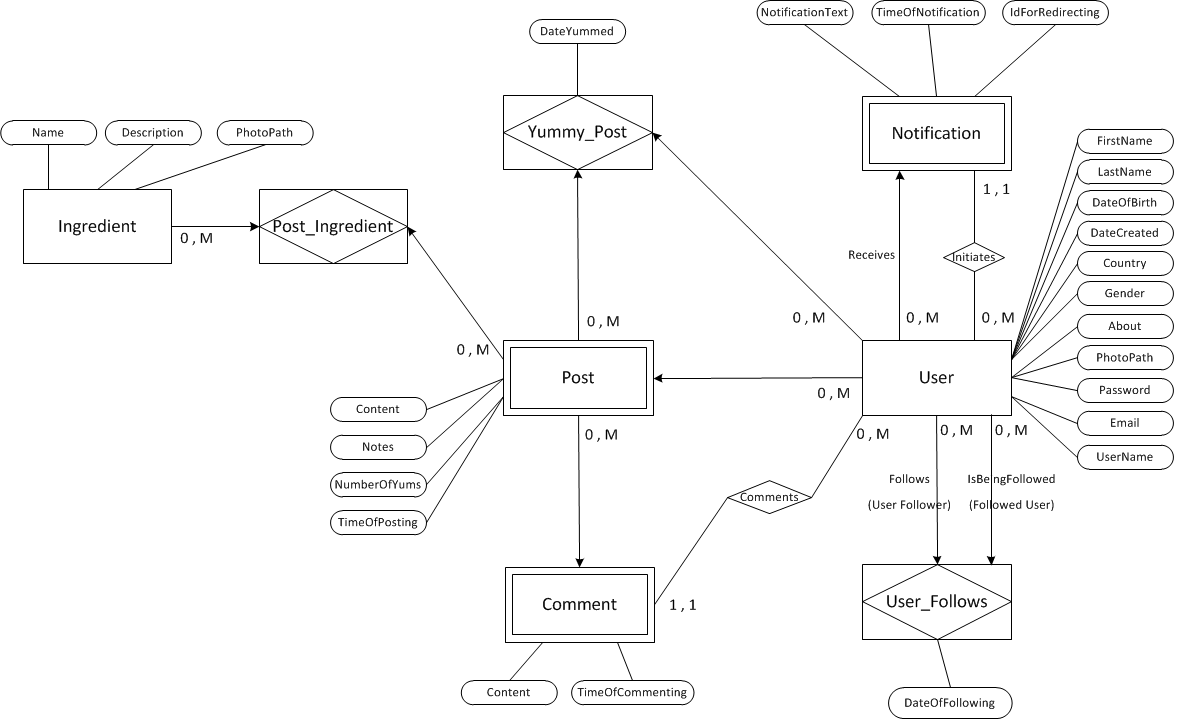 NotificationText
TimeOfNotification
IdForRedirecting
DateYummed
Name
Description
PhotoPath
Yummy_Post
Notification
FirstName
LastName
DateOfBirth
DateCreated
Country
Gender
About
PhotoPath
Password
Email
UserName
1 , 1
Ingredient
0 , M
Post_Ingredient
Receives
Initiates
0 , M
0 , M
0 , M
0 , M
0 , M
Post
User
0 , M
Content
Notes
NumberOfYums
TimeOfPosting
0 , M
0 , M
0 , M
0 , M
Follows
(User Follower)
IsBeingFollowed
(Followed User)
Comments
Comment
1 , 1
User_Follows
Content
TimeOfCommenting
DateOfFollowing